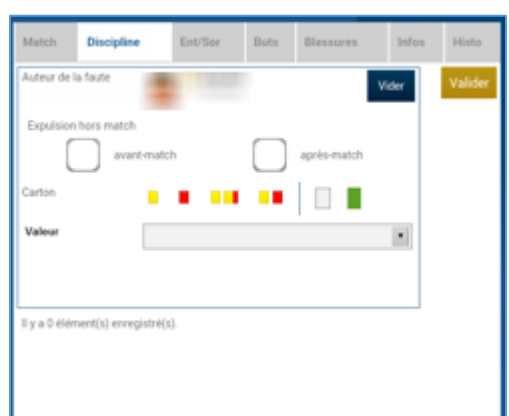 Match Discipline Ent/Sor Buts Blessures Infos Histo
Auteur de la faute
Vider
Valider
Expulsion hors match
avant-match après-match
Carton
Valeur
Il y a 0 élément(s) enregistré(s).